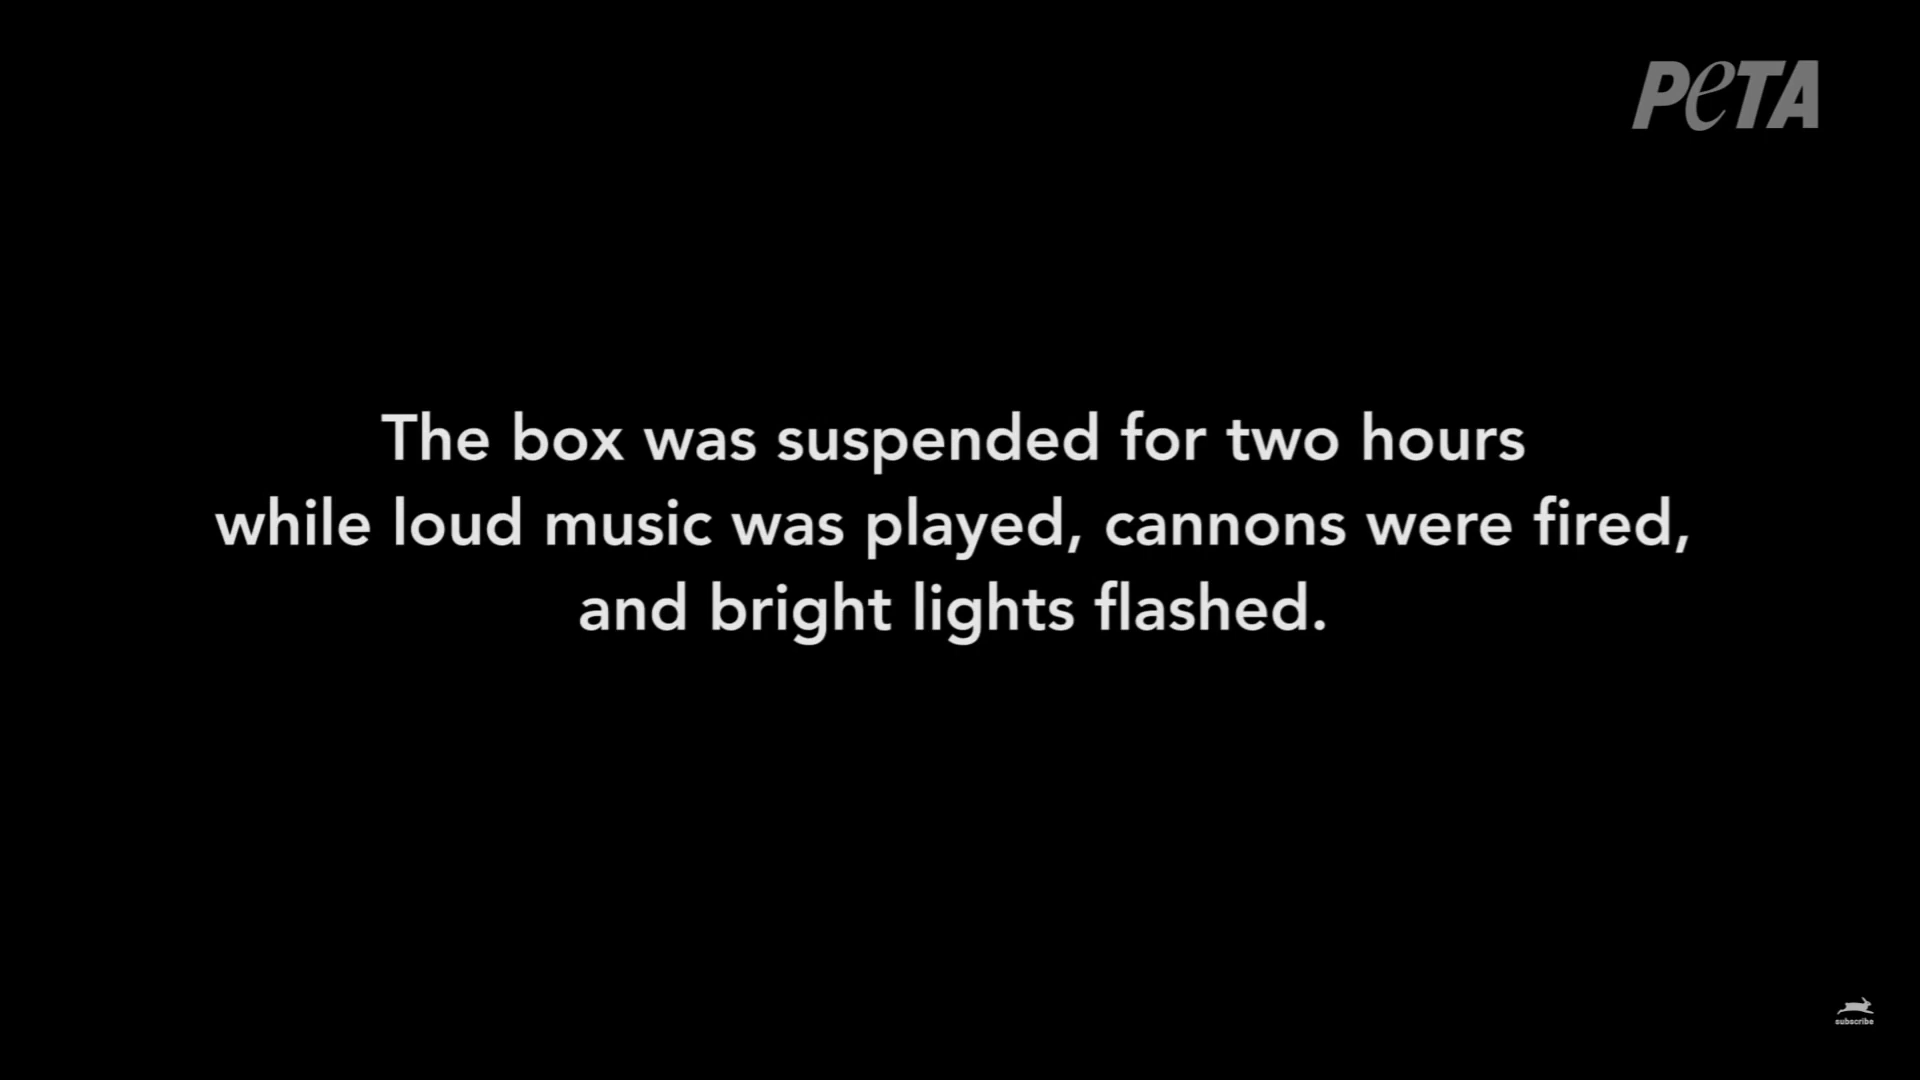 PETA
The box was suspended for two hours
while loud music was played, cannons were fired,
and bright lights flashed.
subscribe